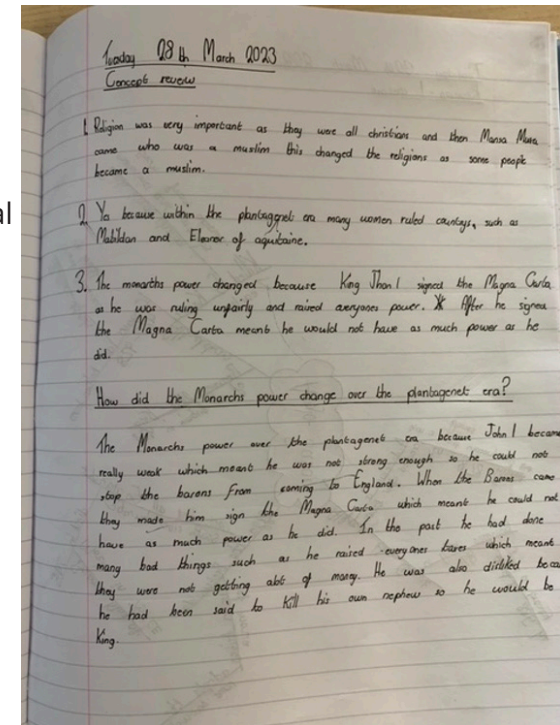 al
Tuesday 28th March 2023
Concept review
1. Religion was very important as they were all christians and then Mansa Musa
came who was a muslim this changed the religions as some people
became a muslim.
2. Ya because within the plantagenet era many women ruled countys, such as
Matildan and Eleanor of aquitaine.
3. The monarths power changed because King Jhon I signed the Magna Carta
as he was ruling unfairly and raised everyones power. After he signed
the Magna Carta meant he would not have as much power as he
did.
How did the Monarchs power change over the plantagenet era?
The Monarchs power over the plantagenet era because John I became
really weak which meant he was not strong enough so he could not
stop the barons from coming to England. When the Barons came
they made him sign the Magna Carta which meant he could not
have as much power as he did. In the past he had done
many bad things such as he raised everyones taxes which meant
they were not getting alot of money. He was also disliked beca
he had been said to kill his own nephew so he would be
King.